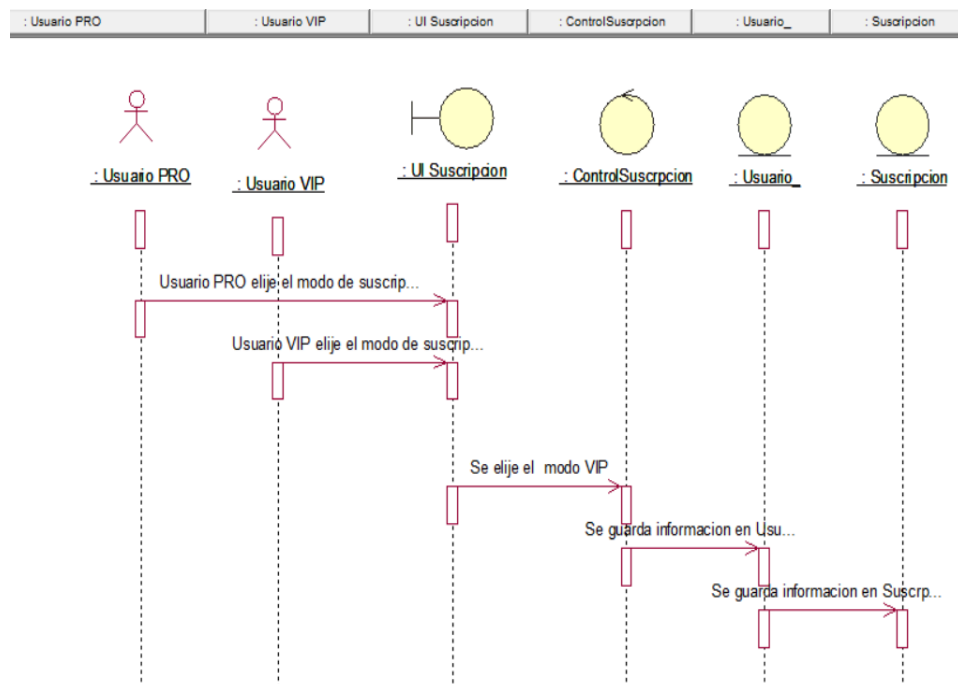 : Usuario PRO
: Usuario VIP
: UI Suscripcion
: ControlSuscrpcion
: Usuario_
: Suscripcion
: Usuario PRO
: Usuario VIP
: UI Suscripcion
: ControlSuscrpcion
: Usuario_
: Suscripcion
Usuario PRO elije el modo de suscrip...
Usuario VIP elije el modo de suscrip...
Se elije el modo VIP
Se guarda informacion en Usu...
Se guarda informacion en Suscrp...